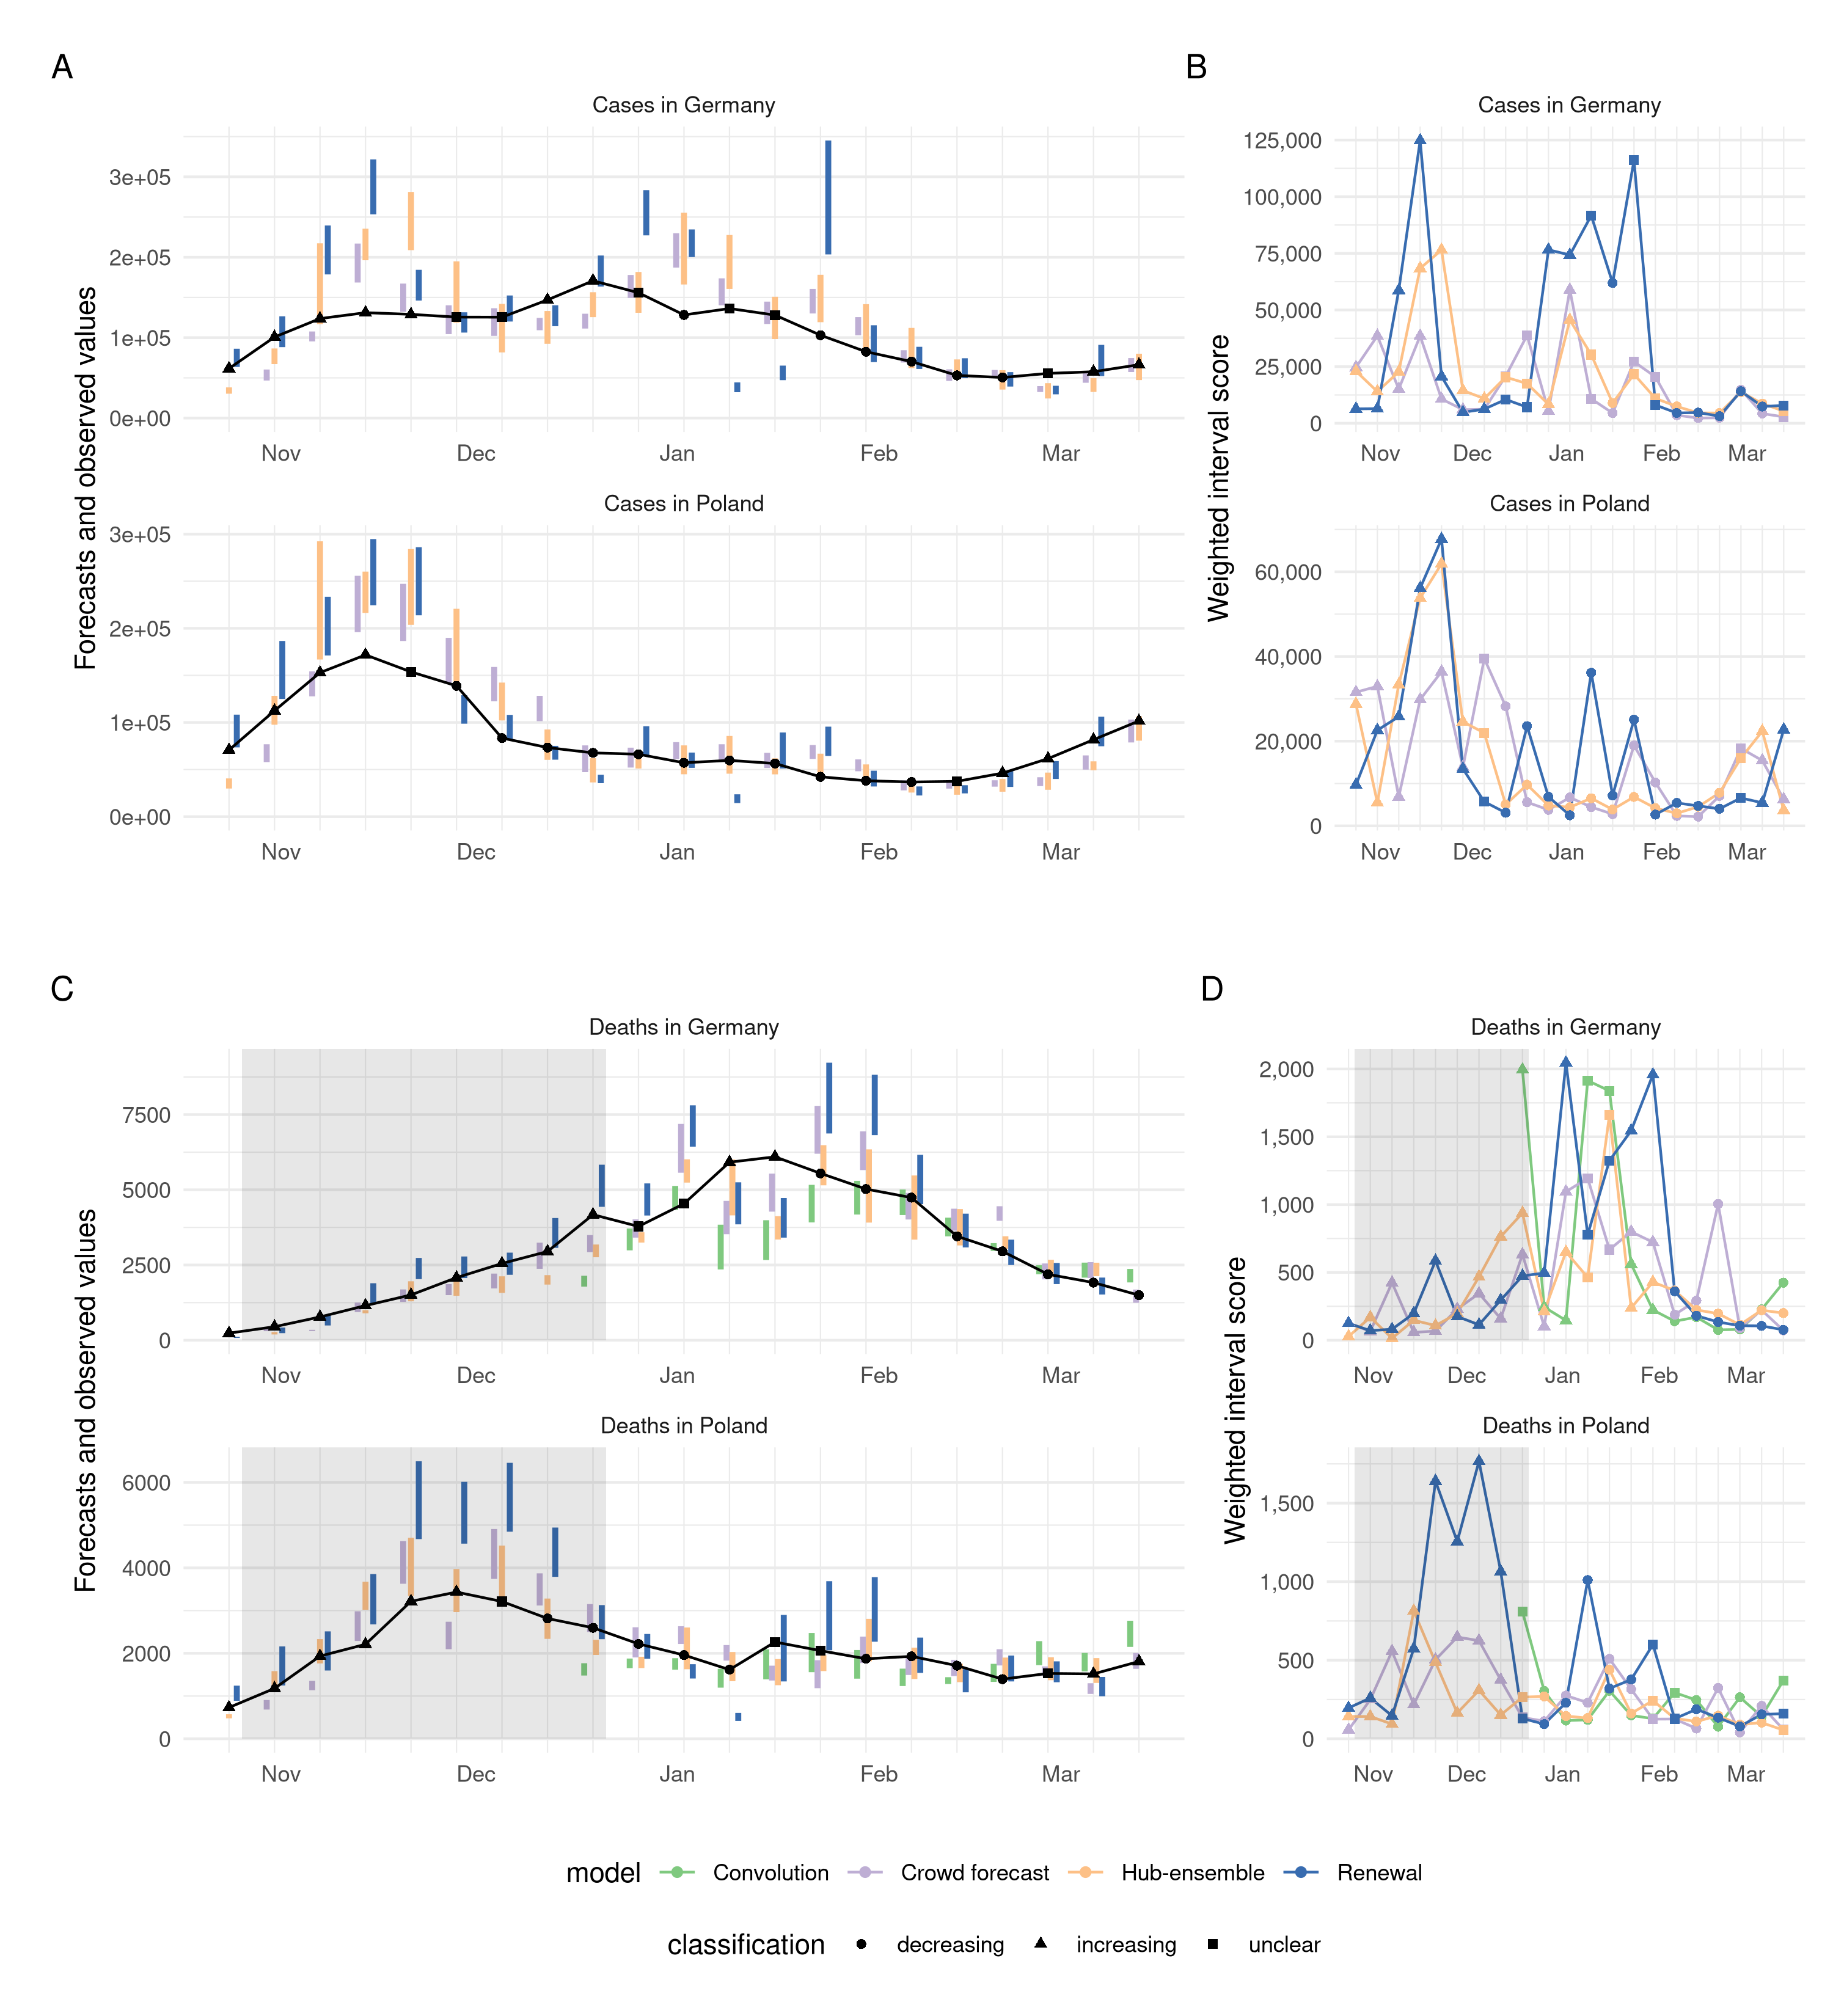 A
Cases in Germany
3e+05
2e+05
1e+05
0e+00
Nov Dec Jan Feb Mar
Cases in Poland
3e+05
2e+05
1e+05
0e+00
Nov Dec Jan Feb Mar
Forecasts and observed values
B
Cases in Germany
125,000
100,000
75,000
50,000
25,000
0
Nov Dec Jan Feb Mar
Cases in Poland
60,000
40,000
20,000
0
Nov Dec Jan Feb Mar
Weighted interval score
C
Deaths in Germany
7500
5000
2500
0
Nov Dec Jan Feb Mar
Deaths in Poland
6000
4000
2000
0
Nov Dec Jan Feb Mar
Forecasts and observed values
D
Deaths in Germany
2,000
1,500
1,000
500
0
Nov Dec Jan Feb Mar
Deaths in Poland
1,500
1,000
500
0
Nov Dec Jan Feb Mar
Weighted interval score
model Convolution Crowd forecast Hub-ensemble Renewal
classification decreasing increasing unclear